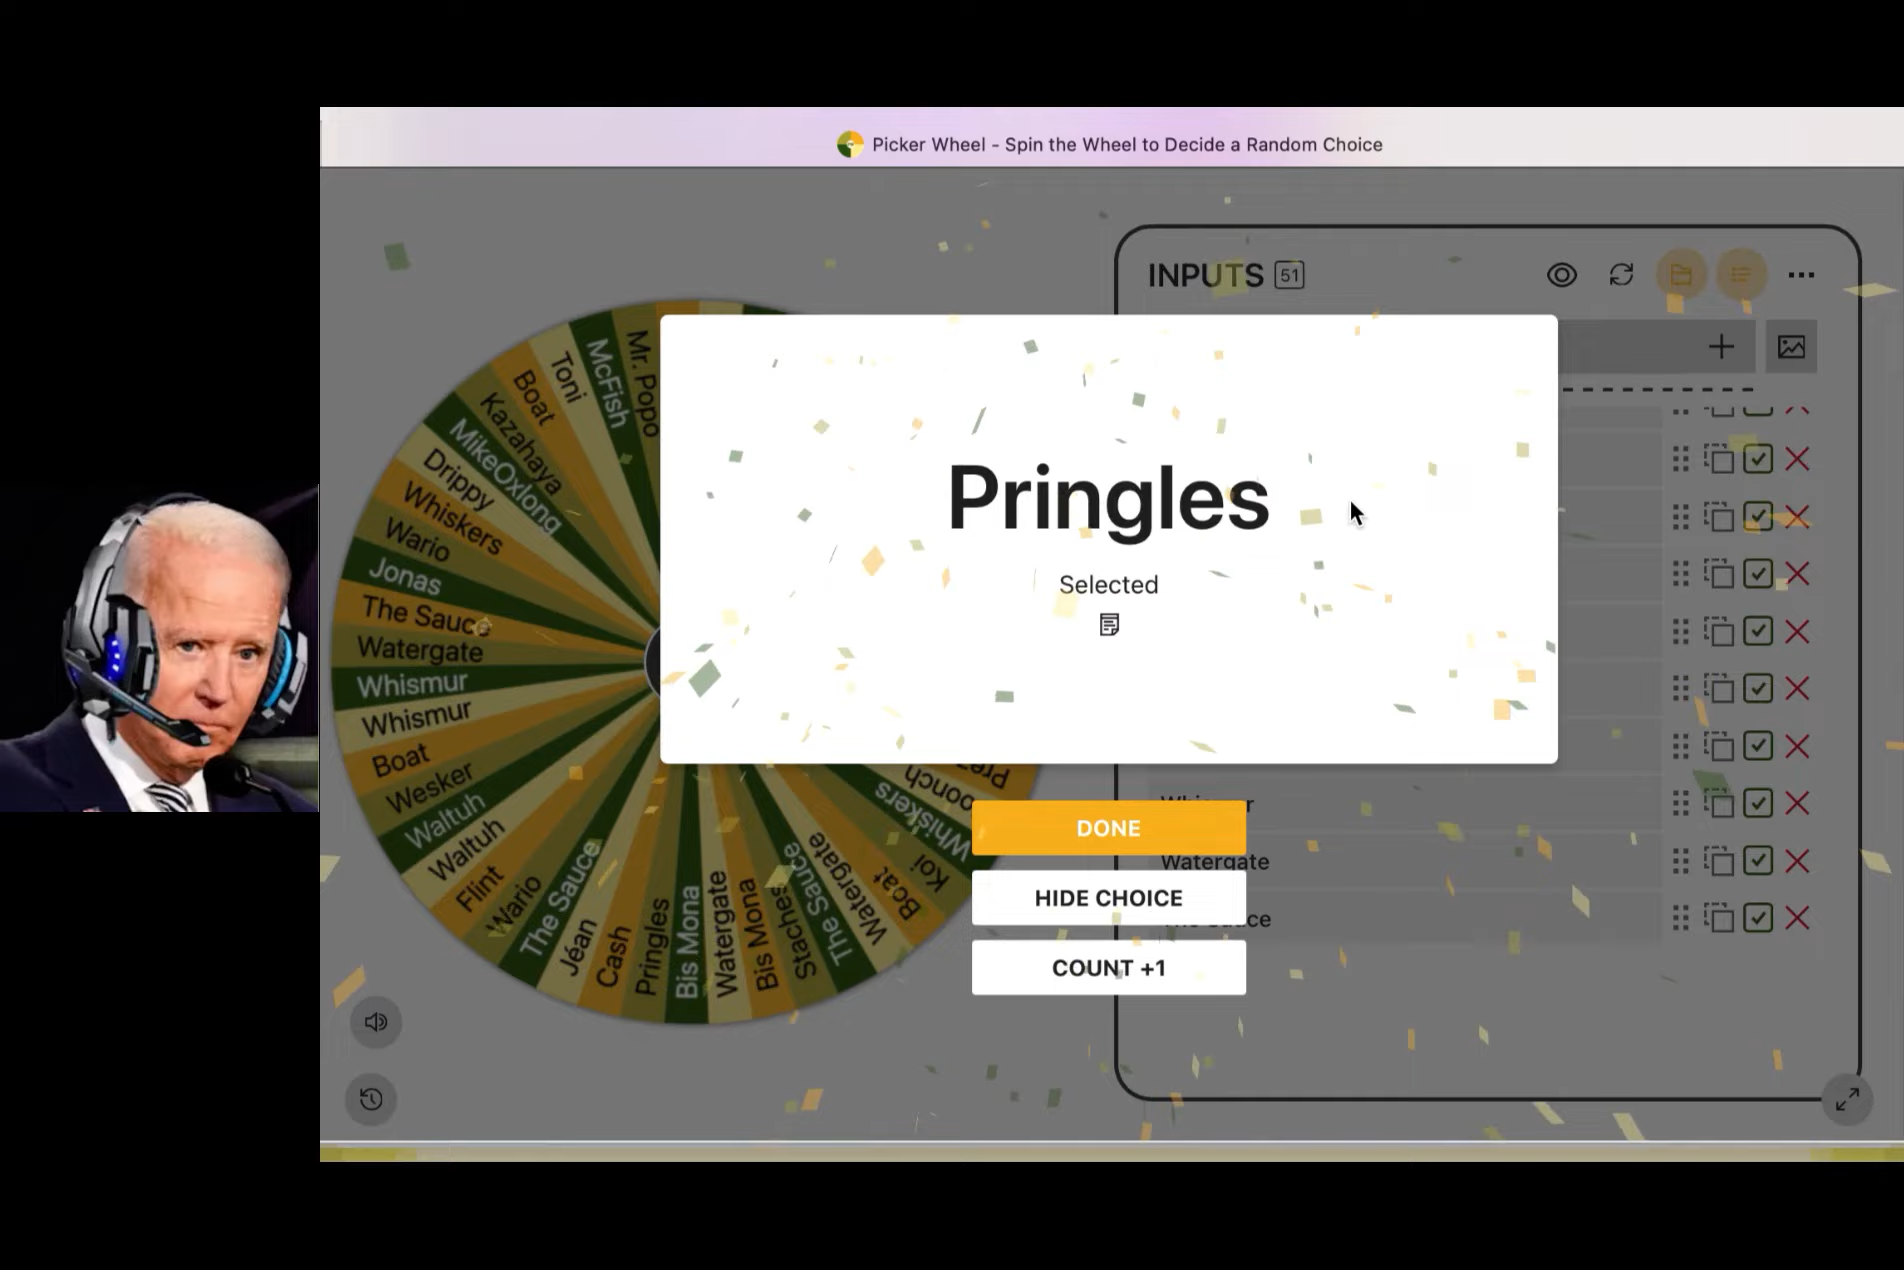 Picker Wheel - Spin the Wheel to Decide a Random Choice
INPUTS 51
Pringles
Selected
DONE
HIDE CHOICE
COUNT +1
Watergate
Mr. Popo
McFish
Toni
Boat
Kazahaya
MikeOxlong
Drippy
Whiskers
Wario
Jonas
The Sauce
Watergate
Whismur
Whismur
Boat
Wesker
Waltuh
Waltuh
Flint
Wario
The Sauce
Jéan
Cash
Pringles
Bis Mona
Watergate
Bis Mona
Staches
The Sauce
Watergate
Boat
Koi
Whiskers